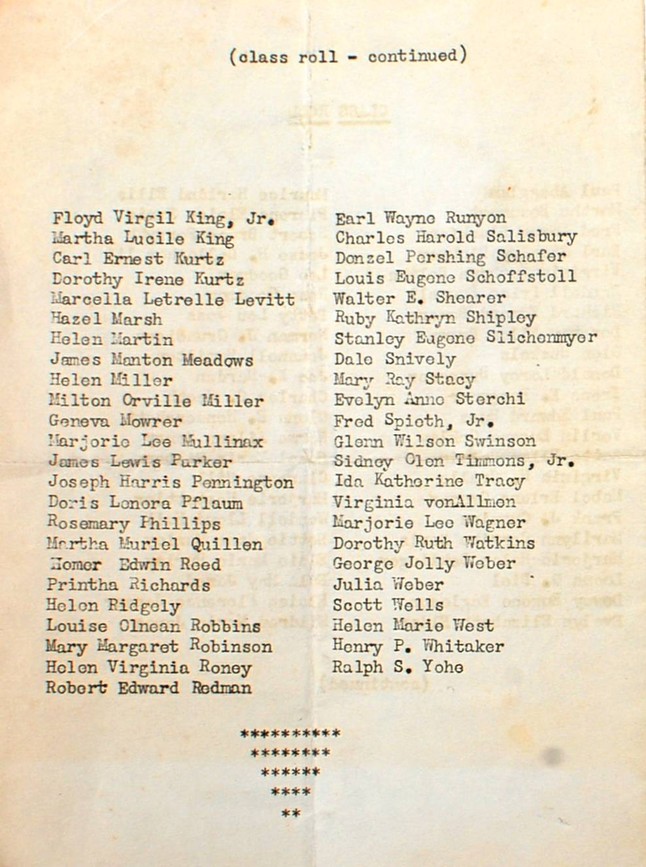 (class roll - continued)
Floyd Virgil King, Jr.
Martha Lucile King
Carl Ernest Kurtz
Dorothy Irene Kurtz
Marcella Letrelle Levitt
Hazel Marsh
Helen Martin
James Manton Meadows
Helen Miller
Milton Orville Miller
Geneva Mowrer
Marjorie Lee Mullinax
James Lewis Parker
Joseph Harris Pennington
Doris Lenora Pflaum
Rosemary Phillips
Martha Muriel Quillen
Homer Edwin Reed
Printha Richards
Helen Ridgely
Louise Olnean Robbins
Mary Margaret Robinson
Helen Virginia Roney
Robert Edward Redman
Earl Wayne Runyon
Charles Harold Salisbury
Donzel Pershing Schafer
Louis Eugene Schoffstoll
Walter E. Shearer
Ruby Kathryn Shipley
Stanley Eugene Slichenmyer
Dale Snively
Mary Ray Stacy
Evelyn Anne Sterchi
Fred Spieth, Jr.
Glenn Wilson Swinson
Sidney Olen Timmons, Jr.
Ida Katherine Tracy
Virginia vonAllmen
Marjorie Lee Wagner
Dorothy Ruth Watkins
George Jolly Weber
Julia Weber
Scott Wells
Helen Marie West
Henry P. Whitaker
Ralph S. Yohe
**********
********
******
****
**